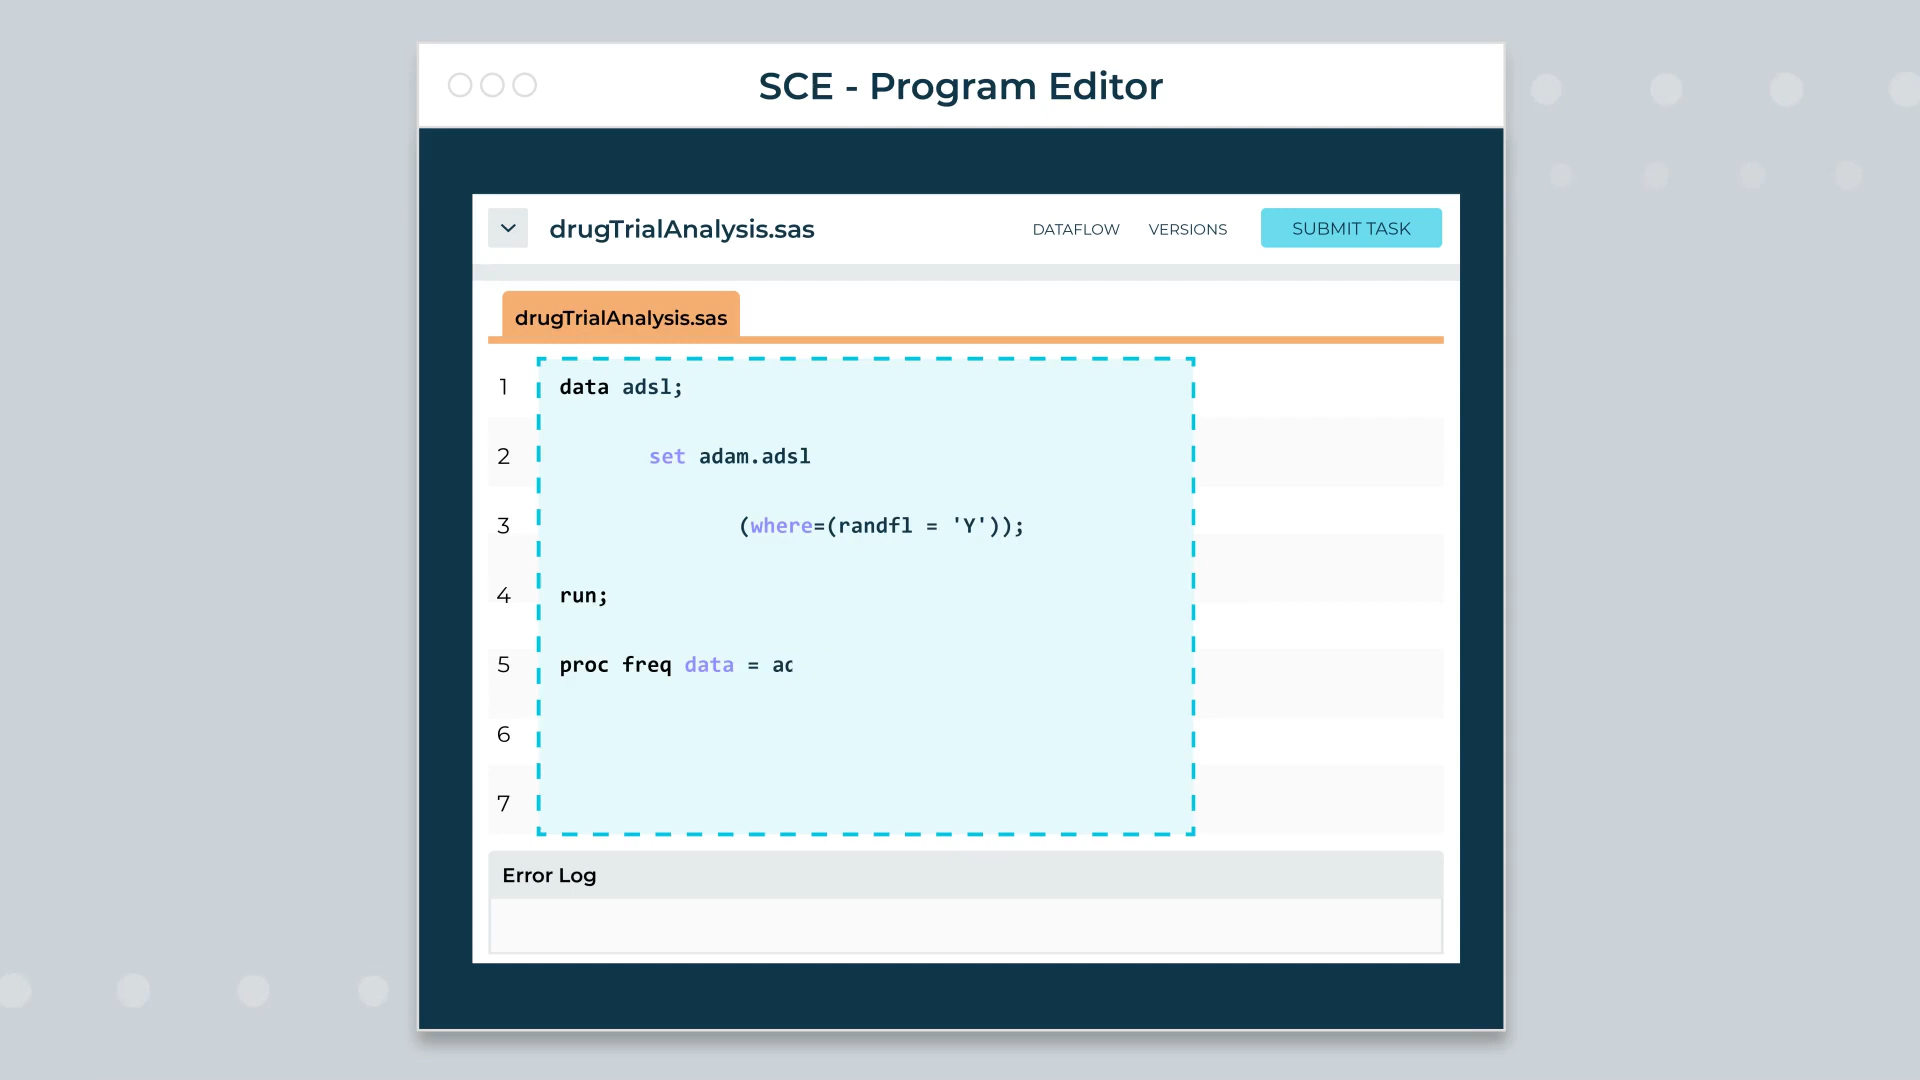 SCE - Program Editor
drugTrialAnalysis.sas
DATAFLOW
VERSIONS
SUBMIT TASK
drugTrialAnalysis.sas
1 data adsl;
2 set adam.adsl
3 (where=(randfl = 'Y'));
4 run;
5 proc freq data =
6
7
Error Log